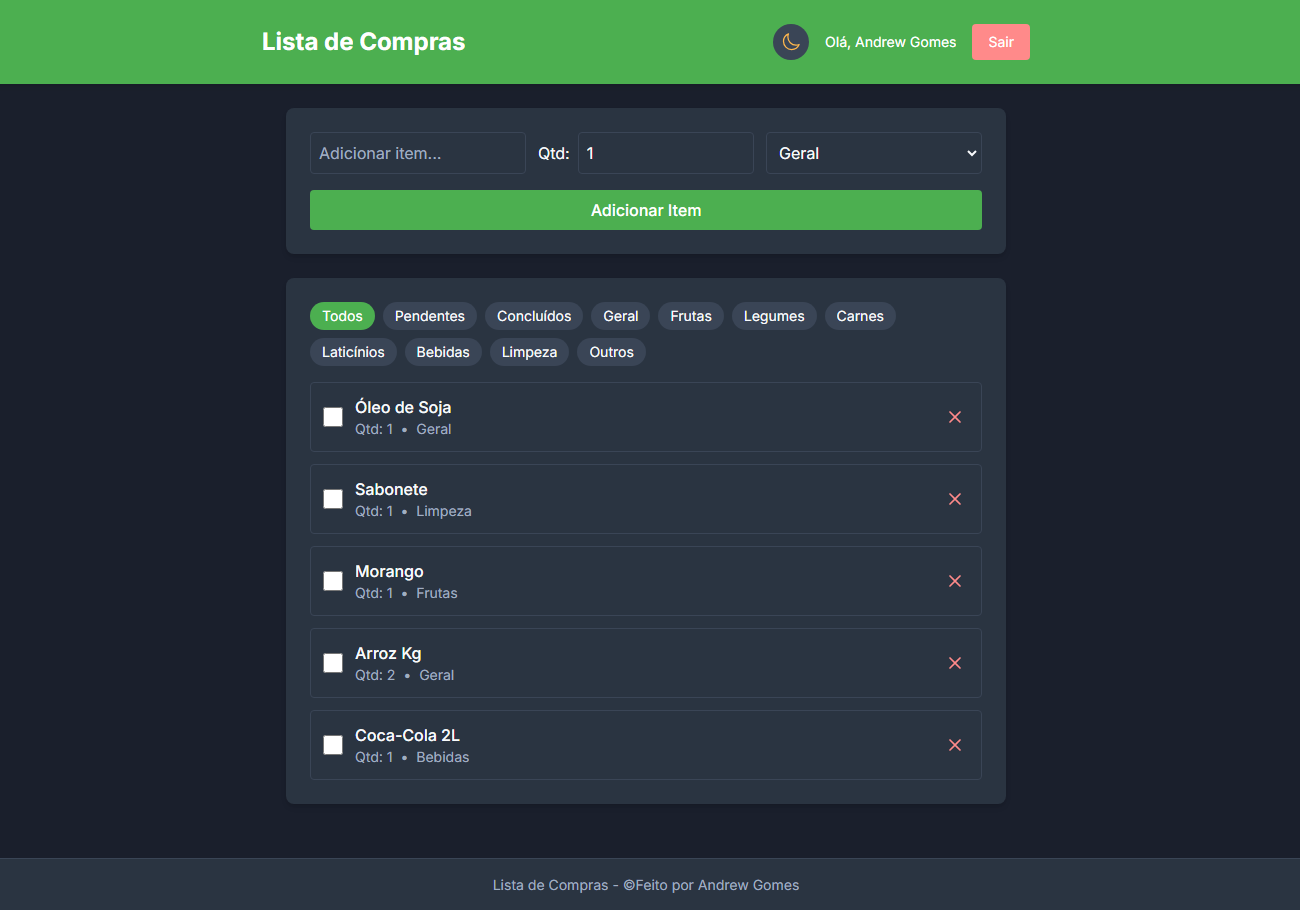 Lista de Compras
Olá, Andrew Gomes
Sair
Adicionar item...
Qtd:
1
Geral
Adicionar Item
Todos Pendentes Concluídos Geral Frutas Legumes Carnes
Laticínios Bebidas Limpeza Outros
Óleo de Soja
Qtd: 1 • Geral
Sabonete
Qtd: 1 • Limpeza
Morango
Qtd: 1 • Frutas
Arroz Kg
Qtd: 2 • Geral
Coca-Cola 2L
Qtd: 1 • Bebidas
Lista de Compras - ©Feito por Andrew Gomes